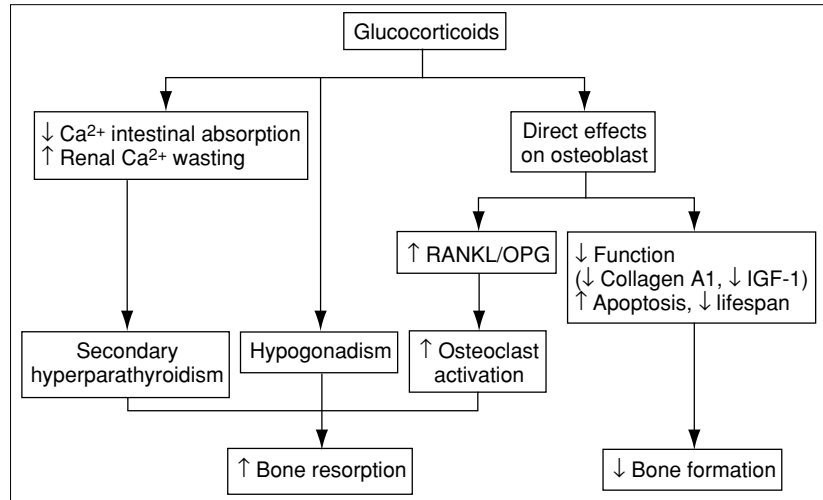 Glucocorticoids
↓ Ca²⁺ intestinal absorption
↑ Renal Ca²⁺ wasting
Direct effects
on osteoblast
↑ RANKL/OPG
↓ Function
(↓ Collagen A1, ↓ IGF-1)
↑ Apoptosis, ↓ lifespan
Secondary
hyperparathyroidism
Hypogonadism
↑ Osteoclast
activation
↑ Bone resorption
↓ Bone formation